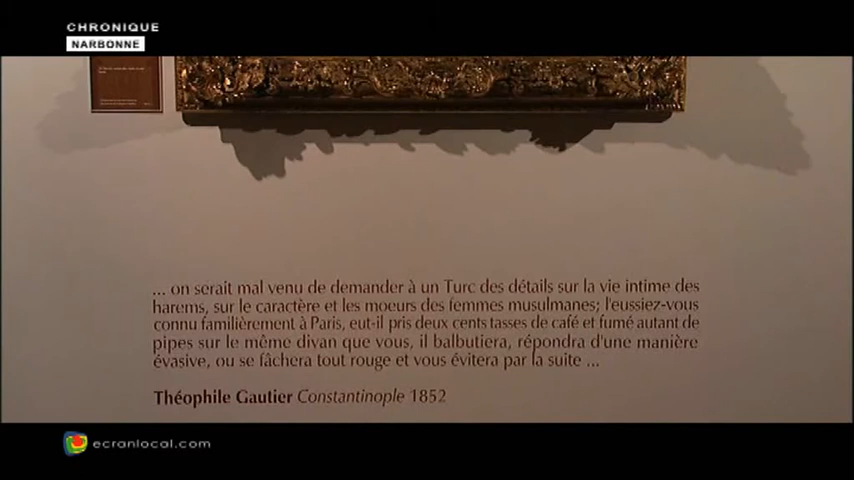 CHRONIQUE
NARBONNE
... on serait mal venu de demander à un Turc des détails sur la vie intime des
harems, sur le caractère et les moeurs des femmes musulmanes; l'eussiez-vous
connu familièrement à Paris, eut-il pris deux cents tasses de café et fumé autant de
pipes sur le même divan que vous, il balbutiera, répondra d'une manière
évasive, ou se fâchera tout rouge et vous évitera par la suite ...
Théophile Gautier Constantinople 1852
ecranlocal.com